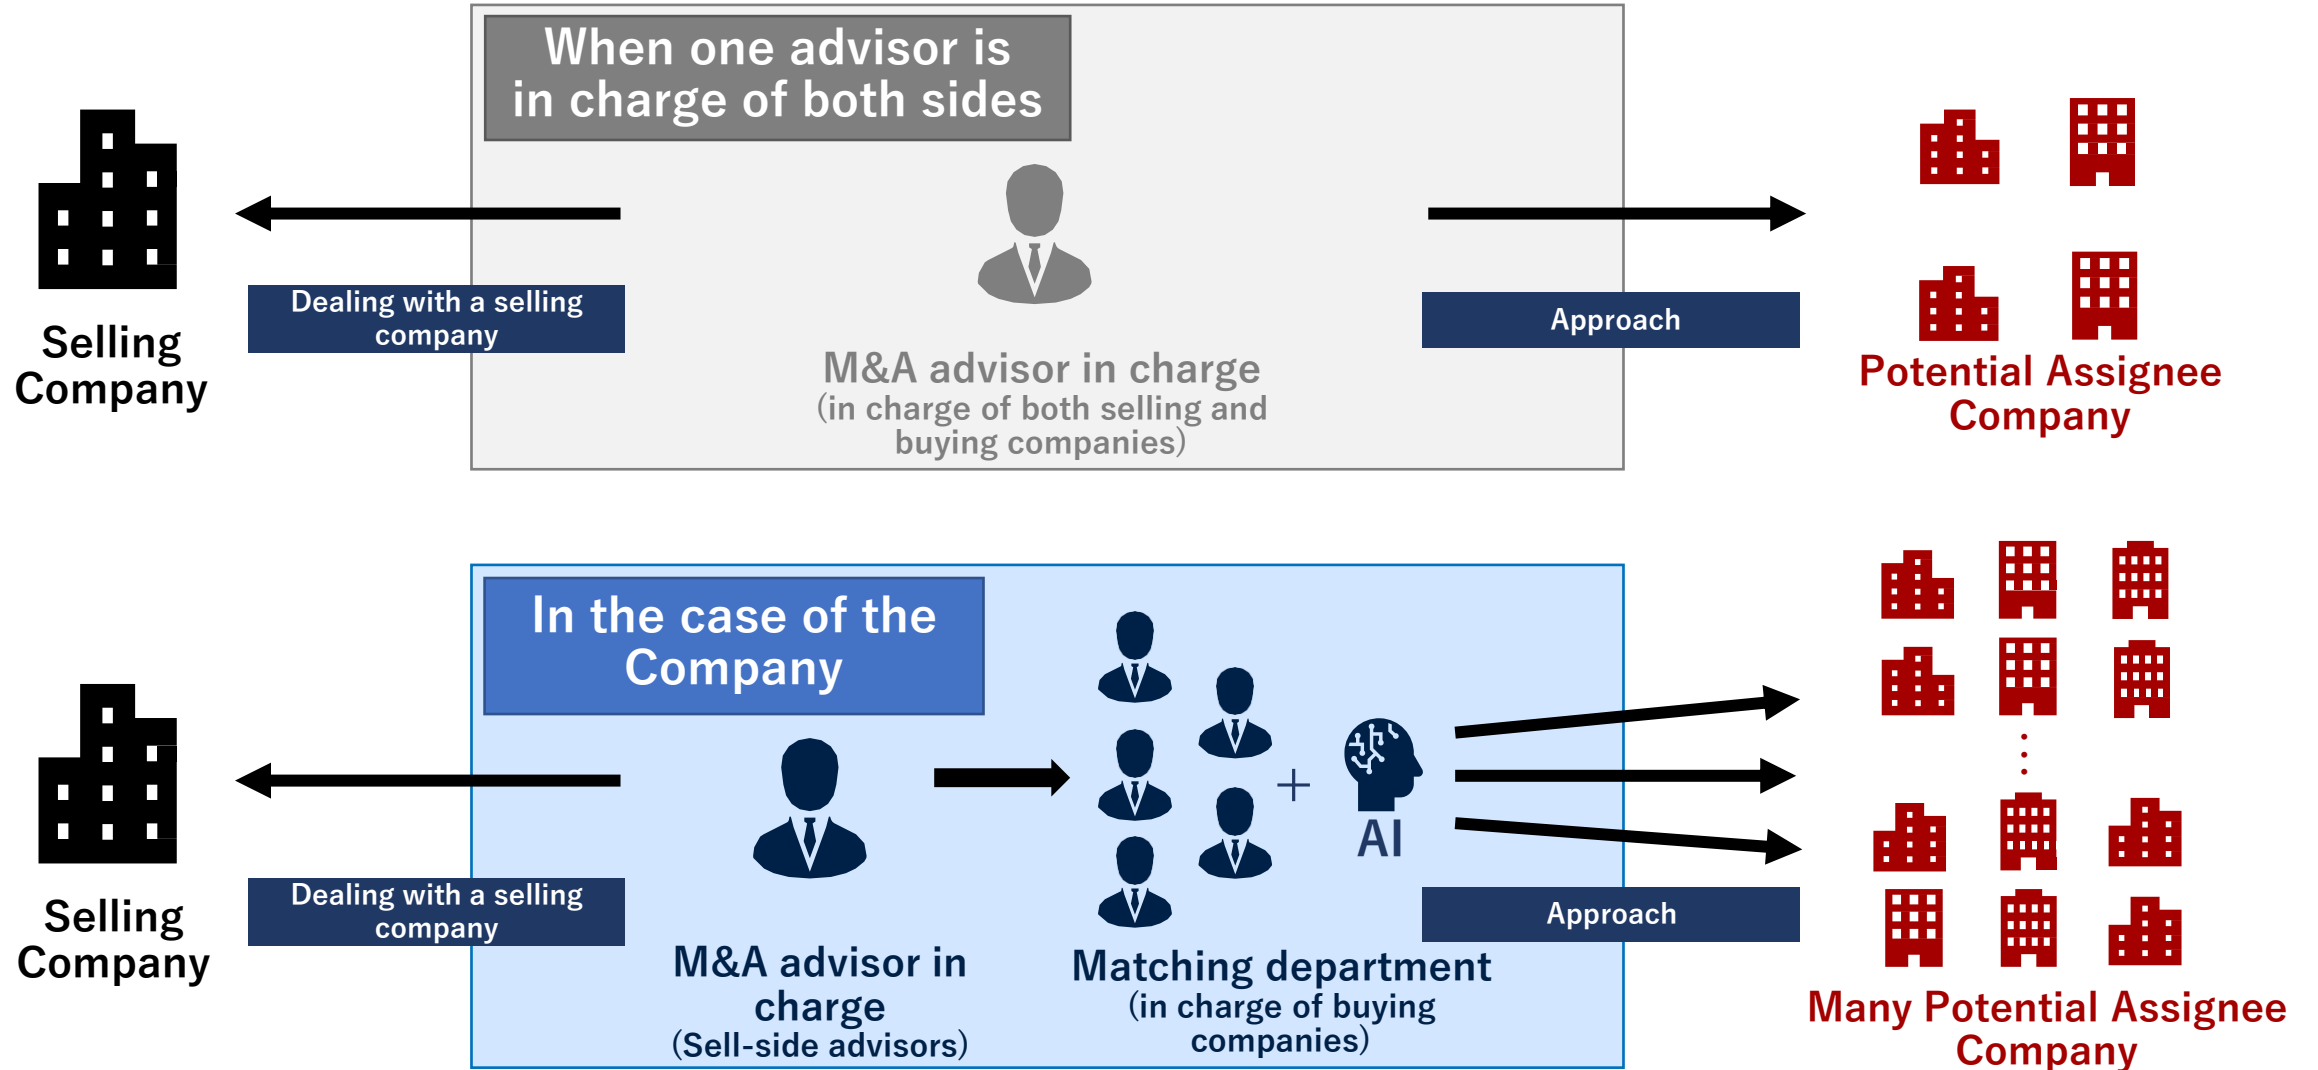 When one advisor is
in charge of both sides
Selling
Company
Dealing with a selling
company
M&A advisor in charge
(in charge of both selling and
buying companies)
Approach
Potential Assignee
Company
In the case of the
Company
Selling
Company
Dealing with a selling
company
M&A advisor in
charge
(Sell-side advisors)
+
AI
Matching department
(in charge of buying
companies)
Approach
Many Potential Assignee
Company